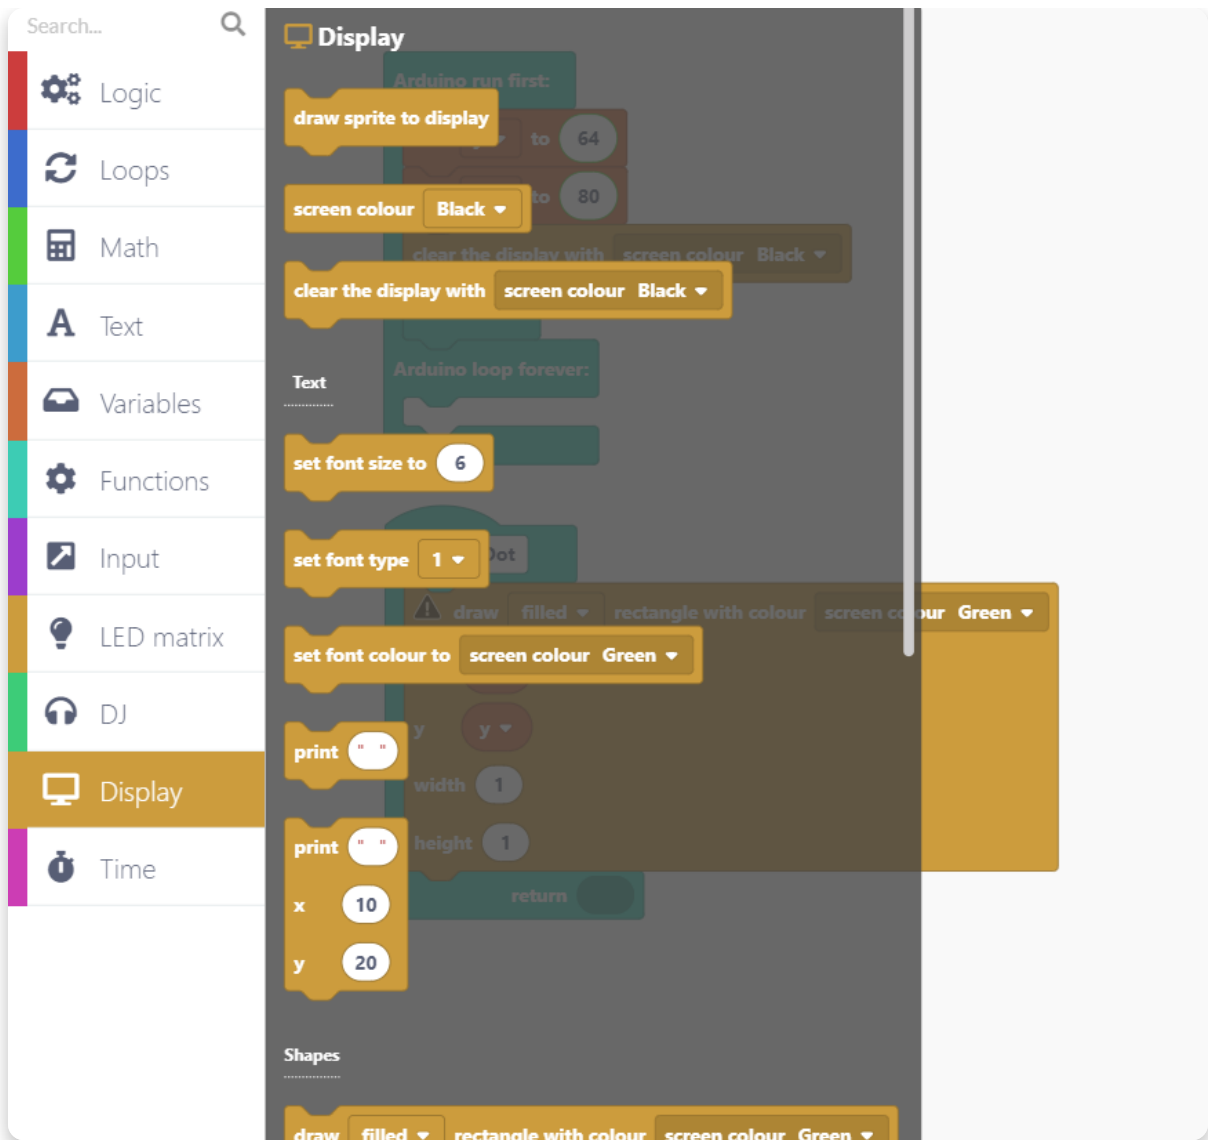 Search...
Logic
Loops
Math
Text
Variables
Functions
Input
LED matrix
DJ
Display
Time
Display
draw sprite to display
screen colour Black
clear the display with screen colour Black
Text
set font size to 6
set font type 1
set font colour to screen colour Green
print " "
print " "
x 10
y 20
Shapes
draw filled rectangle with colour screen colour Green
Arduino run first:
to 64
to 80
clear the display with screen colour Black
Arduino loop forever:
Dot
draw filled rectangle with colour screen colour Green
y y
width 1
height 1
return